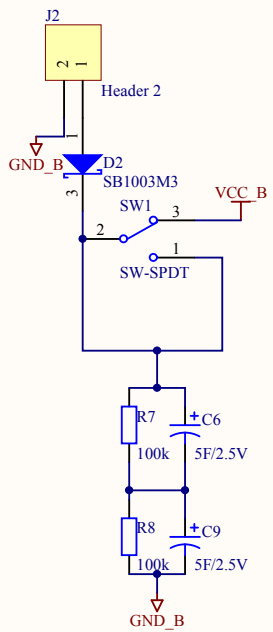 J2
2
1
Header 2
GND_B
1
D2
SB1003M3
3
SW1
VCC_B
3
2
1
SW-SPDT
R7
C6
100k
5F/2.5V
R8
C9
100k
5F/2.5V
GND_B